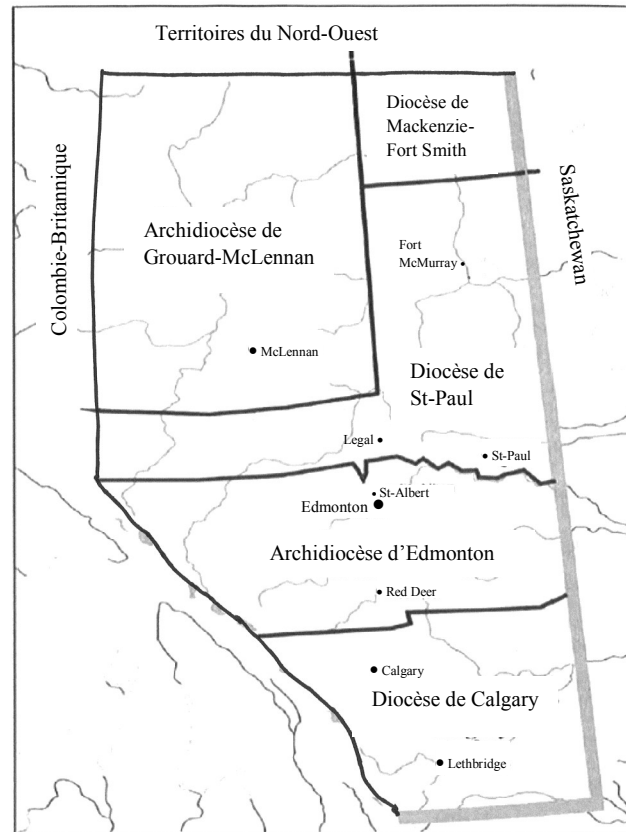 Territoires du Nord-Ouest
Diocèse de
Mackenzie-
Fort Smith
Colombie-Britannique
Saskatchewan
Archidiocèse de
Grouard-McLennan
Fort
McMurray
McLennan
Diocèse de
St-Paul
Legal
St-Paul
St-Albert
Edmonton
Archidiocèse d’Edmonton
Red Deer
Calgary
Diocèse de Calgary
Lethbridge